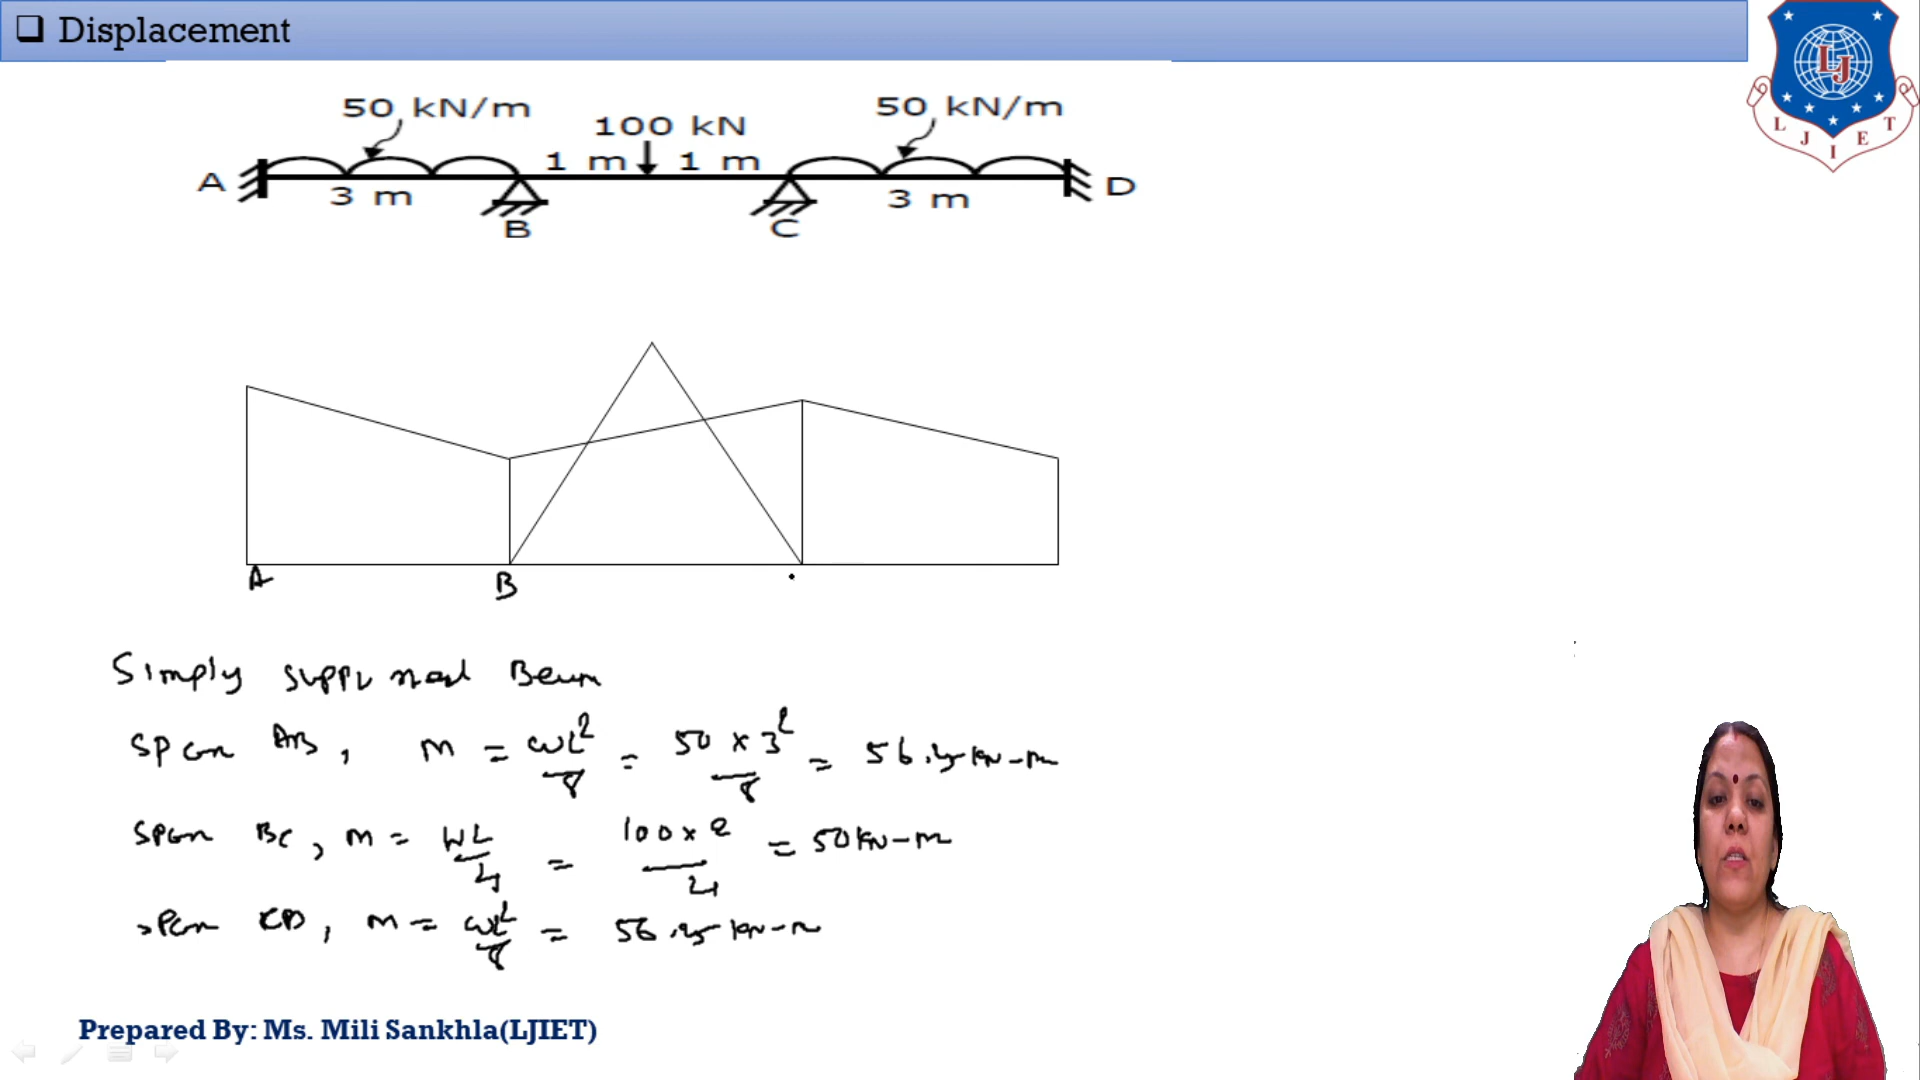 ❑ Displacement
50 kN/m
100 kN
50 kN/m
1 m 1 m
A 3 m B C 3 m D
L J I E T
LJ
A B
Simply supported Beam
Span AB, M = wL²/8 = 50 x 3²/8 = 56.25 kN-m
Span BC, M = WL/4 = 100 x 2/4 = 50 kN-m
Span CD, M = wL²/8 = 56.25 kN-m
Prepared By: Ms. Mili Sankhla(LJIET)